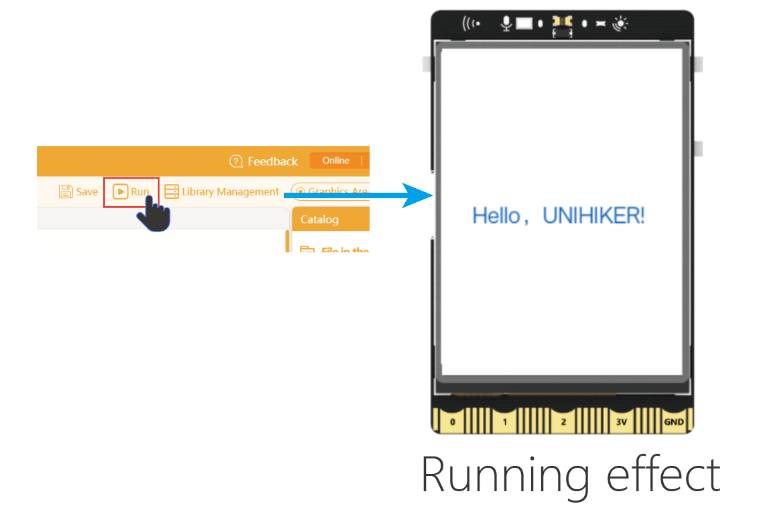 Feedback Online
Save Run Library Management Graphics Are
Catalog
File in the
Hello, UNIHIKER!
0 1 2 3V GND
Running effect